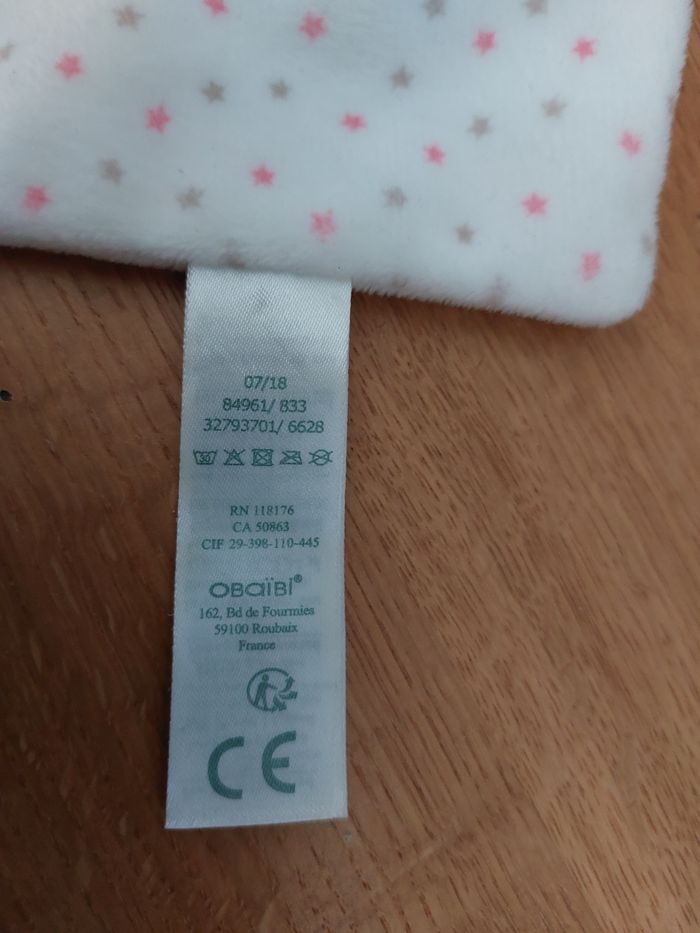 07/18
84961/ 833
32793701/ 6628
30
RN 118176
CA 50863
CIF 29-398-110-445
OBaïBi®
162, Bd de Fourmies
59100 Roubaix
France
CE